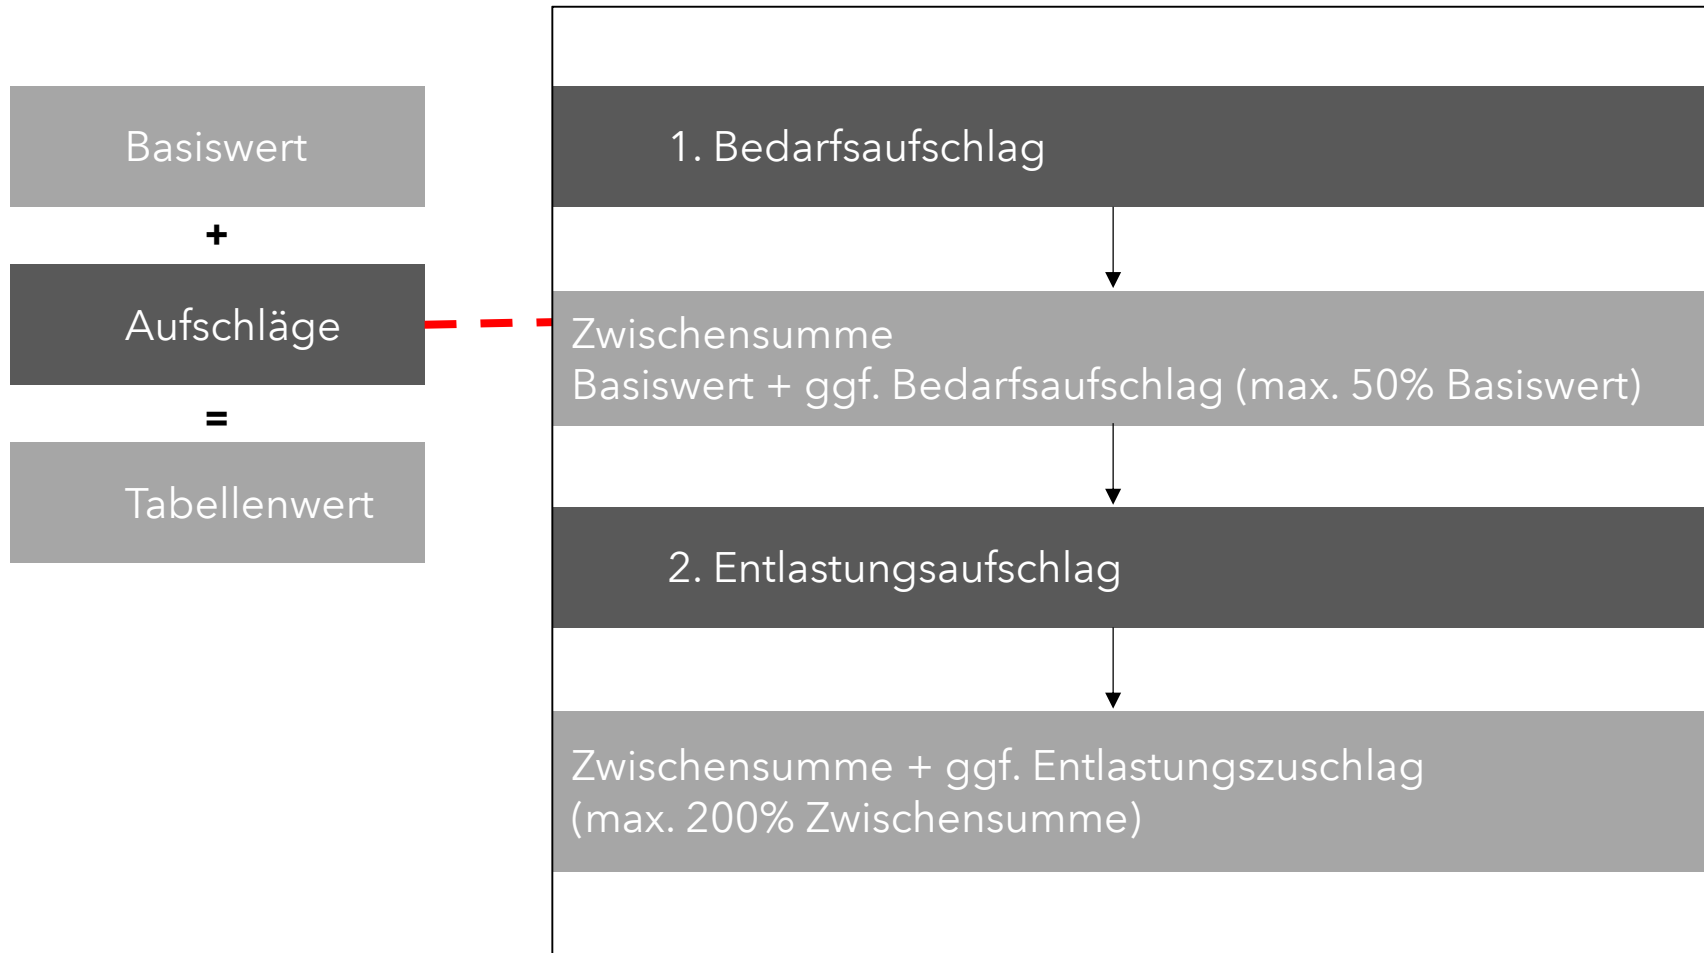 Basiswert
+
Aufschläge
=
Tabellenwert
1. Bedarfsaufschlag
Zwischensumme
Basiswert + ggf. Bedarfsaufschlag (max. 50% Basiswert)
2. Entlastungsaufschlag
Zwischensumme + ggf. Entlastungszuschlag
(max. 200% Zwischensumme)